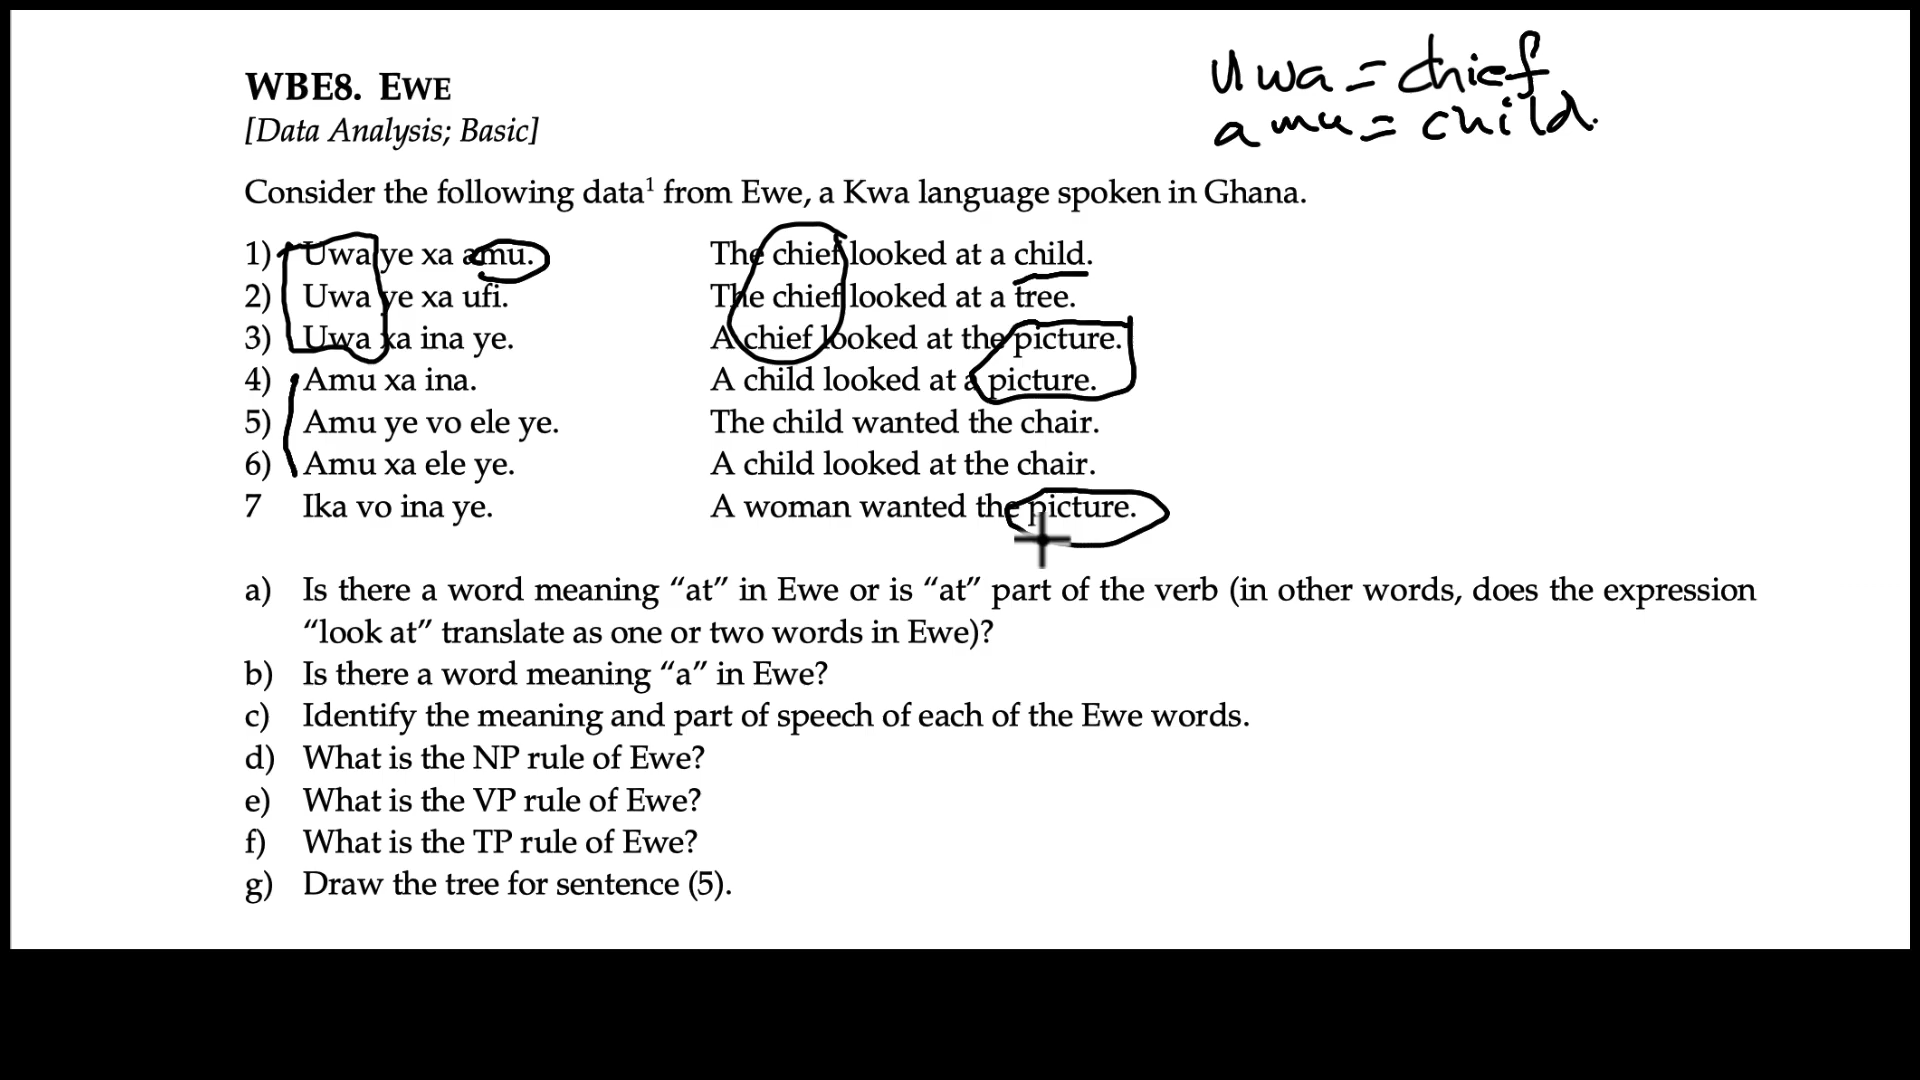 uwa = chief
amu = child.
WBE8. EWE
[Data Analysis; Basic]
Consider the following data¹ from Ewe, a Kwa language spoken in Ghana.
1) Uwa ye xa amu. The chief looked at a child.
2) Uwa ye xa ufi. The chief looked at a tree.
3) Uwa xa ina ye. A chief looked at the picture.
4) Amu xa ina. A child looked at a picture.
5) Amu ye vo ele ye. The child wanted the chair.
6) Amu xa ele ye. A child looked at the chair.
7 Ika vo ina ye. A woman wanted the picture.
a) Is there a word meaning “at” in Ewe or is “at” part of the verb (in other words, does the expression
“look at” translate as one or two words in Ewe)?
b) Is there a word meaning “a” in Ewe?
c) Identify the meaning and part of speech of each of the Ewe words.
d) What is the NP rule of Ewe?
e) What is the VP rule of Ewe?
f) What is the TP rule of Ewe?
g) Draw the tree for sentence (5).